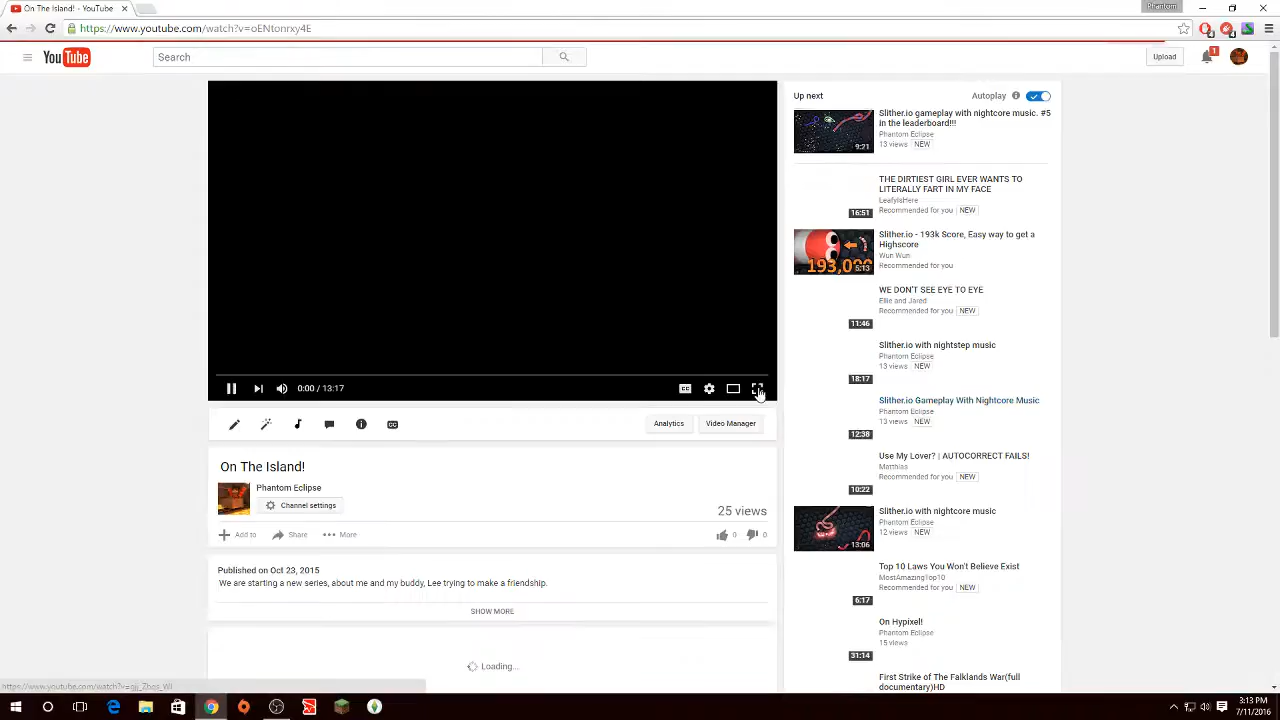 On The Island! - YouTube
Phantom
https://www.youtube.com/watch?v=oENtonrxy4E
4
4
YouTube
Search
Upload
1
Up next
Autoplay
9:21
Slither.io gameplay with nightcore music. #5
in the leaderboard!!!
Phantom Eclipse
13 views NEW
16:51
THE DIRTIEST GIRL EVER WANTS TO
LITERALLY FART IN MY FACE
LeafyIsHere
Recommended for you NEW
193,000
5:13
Slither.io - 193k Score, Easy way to get a
Highscore
Wun Wun
Recommended for you
11:46
WE DON'T SEE EYE TO EYE
Ellie and Jared
Recommended for you NEW
18:17
Slither.io with nightstep music
Phantom Eclipse
13 views NEW
12:38
Slither.io Gameplay With Nightcore Music
Phantom Eclipse
13 views NEW
10:22
Use My Lover? | AUTOCORRECT FAILS!
Matthias
Recommended for you NEW
13:06
Slither.io with nightcore music
Phantom Eclipse
12 views NEW
6:17
Top 10 Laws You Won't Believe Exist
MostAmazingTop10
Recommended for you NEW
31:14
On Hypixel!
Phantom Eclipse
15 views
First Strike of The Falklands War(full
documentary)HD
0:00 / 13:17
CC
CC
Analytics
Video Manager
On The Island!
Phantom Eclipse
Channel settings
25 views
Add to
Share
More
0
0
Published on Oct 23, 2015
We are starting a new series, about me and my buddy, Lee trying to make a friendship.
SHOW MORE
Loading...
3:13 PM
7/11/2016